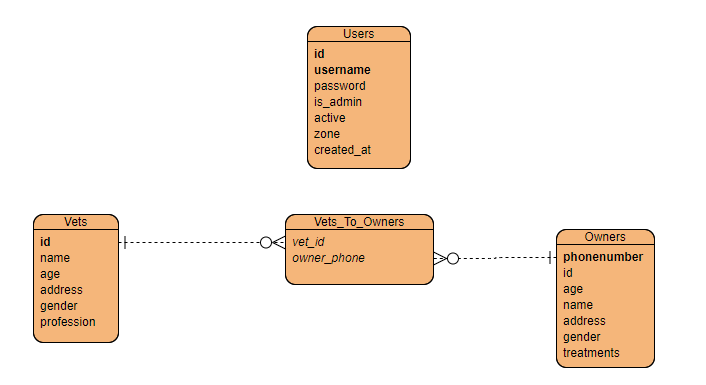 Users
id
username
password
is_admin
active
zone
created_at
Vets
id
name
age
address
gender
profession
Vets_To_Owners
vet_id
owner_phone
Owners
phonenumber
id
age
name
address
gender
treatments